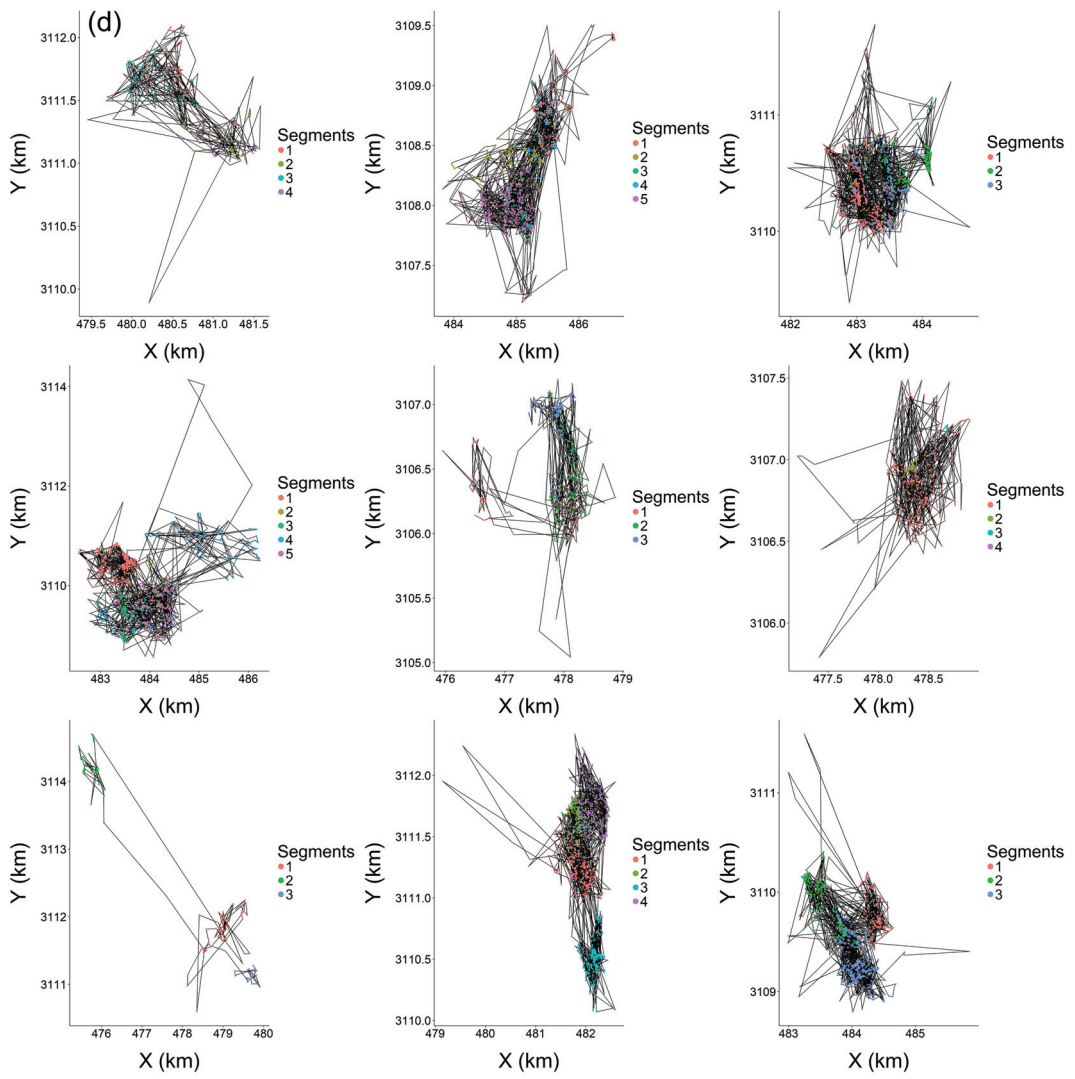 (d)
3112.0
3111.5
3111.0
3110.5
3110.0
Y (km)
479.5 480.0 480.5 481.0 481.5
X (km)
Segments
1
2
3
4
3109.5
3109.0
3108.5
3108.0
3107.5
Y (km)
484 485 486
X (km)
Segments
1
2
3
4
5
3111
3110
Y (km)
482 483 484
X (km)
Segments
1
2
3
3114
3112
3110
Y (km)
483 484 485 486
X (km)
Segments
1
2
3
4
5
3107.0
3106.5
3106.0
3105.5
3105.0
Y (km)
476 477 478 479
X (km)
Segments
1
2
3
3107.5
3107.0
3106.5
3106.0
Y (km)
477.5 478.0 478.5
X (km)
Segments
1
2
3
4
3114
3113
3112
3111
Y (km)
476 477 478 479 480
X (km)
Segments
1
2
3
3112.0
3111.5
3111.0
3110.5
3110.0
Y (km)
479 480 481 482
X (km)
Segments
1
2
3
4
3111
3110
3109
Y (km)
483 484 485
X (km)
Segments
1
2
3